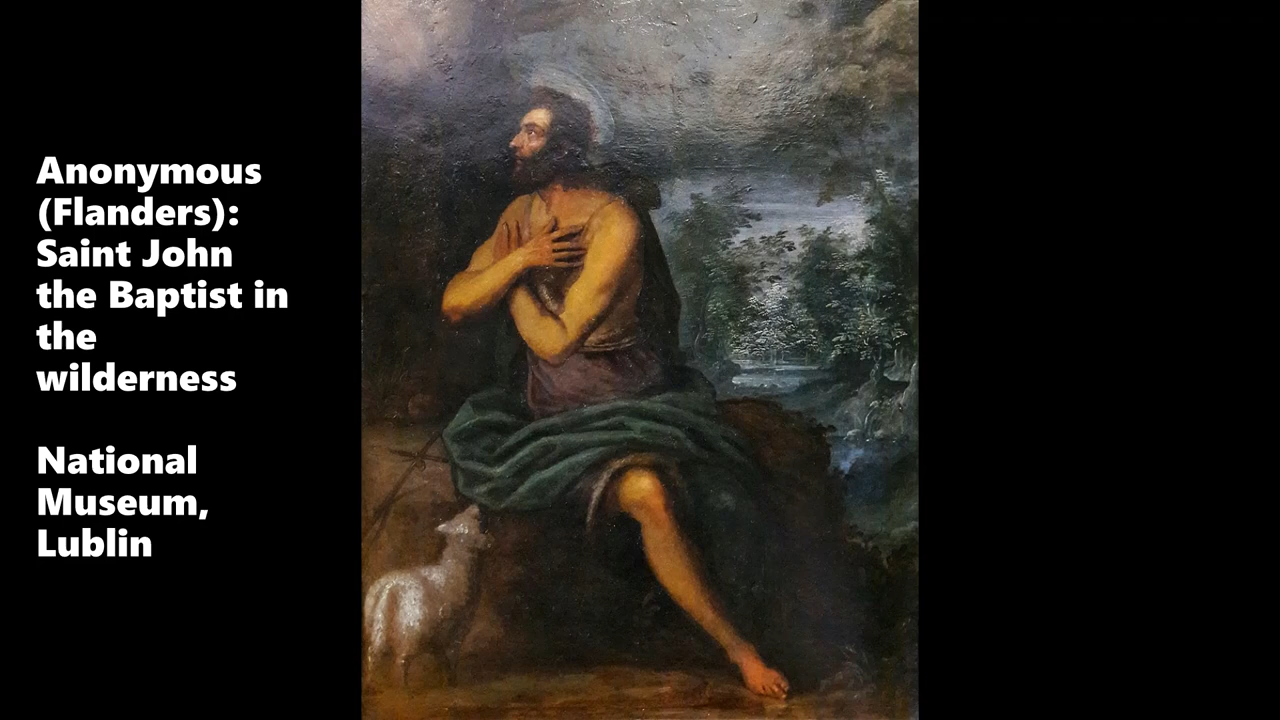 Anonymous
(Flanders):
Saint John
the Baptist in
the
wilderness
National
Museum,
Lublin